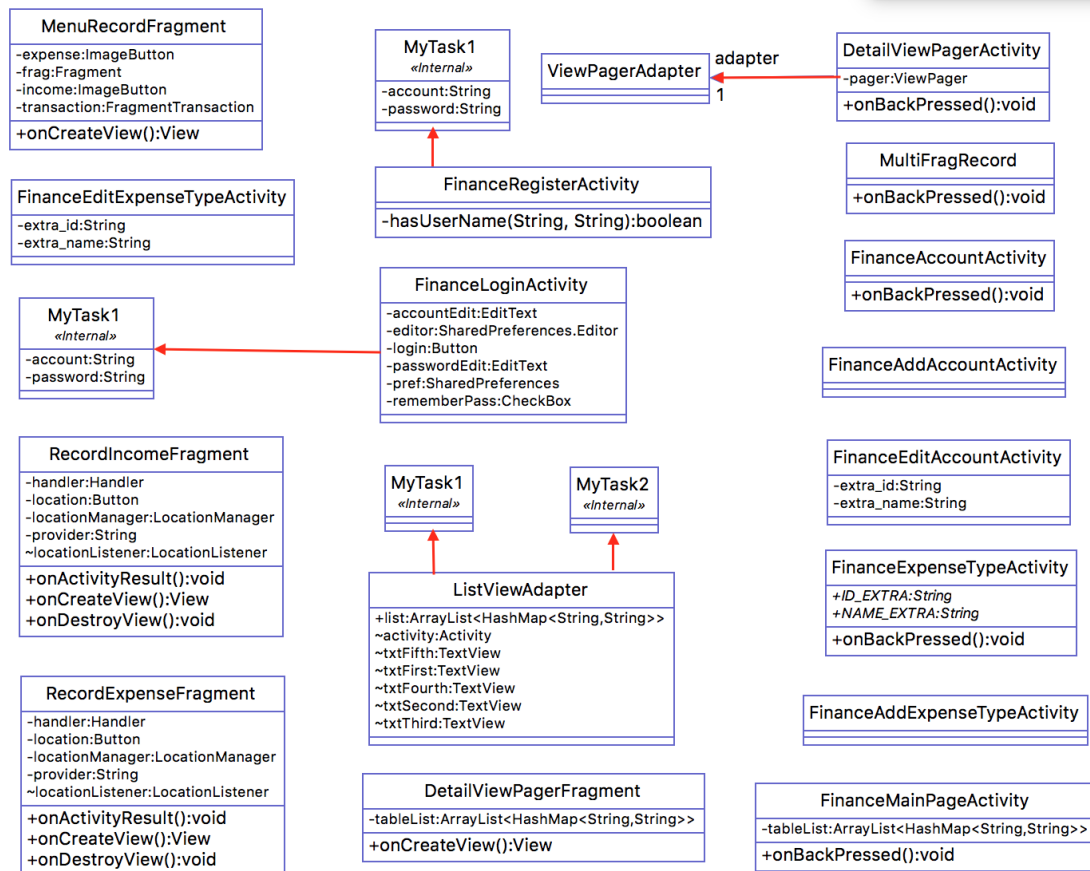 MenuRecordFragment
-expense:ImageButton
-frag:Fragment
-income:ImageButton
-transaction:FragmentTransaction
+onCreateView():View
MyTask1
«Internal»
-account:String
-password:String
ViewPagerAdapter
adapter
1
DetailViewPagerActivity
-pager:ViewPager
+onBackPressed():void
MultiFragRecord
+onBackPressed():void
FinanceEditExpenseTypeActivity
-extra_id:String
-extra_name:String
FinanceRegisterActivity
-hasUserName(String, String):boolean
FinanceAccountActivity
+onBackPressed():void
MyTask1
«Internal»
-account:String
-password:String
FinanceLoginActivity
-accountEdit:EditText
-editor:SharedPreferences.Editor
-login:Button
-passwordEdit:EditText
-pref:SharedPreferences
-rememberPass:CheckBox
FinanceAddAccountActivity
RecordIncomeFragment
-handler:Handler
-location:Button
-locationManager:LocationManager
-provider:String
~locationListener:LocationListener
+onActivityResult():void
+onCreateView():View
+onDestroyView():void
MyTask1
«Internal»
MyTask2
«Internal»
FinanceEditAccountActivity
-extra_id:String
-extra_name:String
ListViewAdapter
+list:ArrayList<HashMap<String,String>>
~activity:Activity
~txtFifth:TextView
~txtFirst:TextView
~txtFourth:TextView
~txtSecond:TextView
~txtThird:TextView
FinanceExpenseTypeActivity
+ID_EXTRA:String
+NAME_EXTRA:String
+onBackPressed():void
RecordExpenseFragment
-handler:Handler
-location:Button
-locationManager:LocationManager
-provider:String
~locationListener:LocationListener
+onActivityResult():void
+onCreateView():View
+onDestroyView():void
FinanceAddExpenseTypeActivity
DetailViewPagerFragment
-tableList:ArrayList<HashMap<String,String>>
+onCreateView():View
FinanceMainPageActivity
-tableList:ArrayList<HashMap<String,String>>
+onBackPressed():void